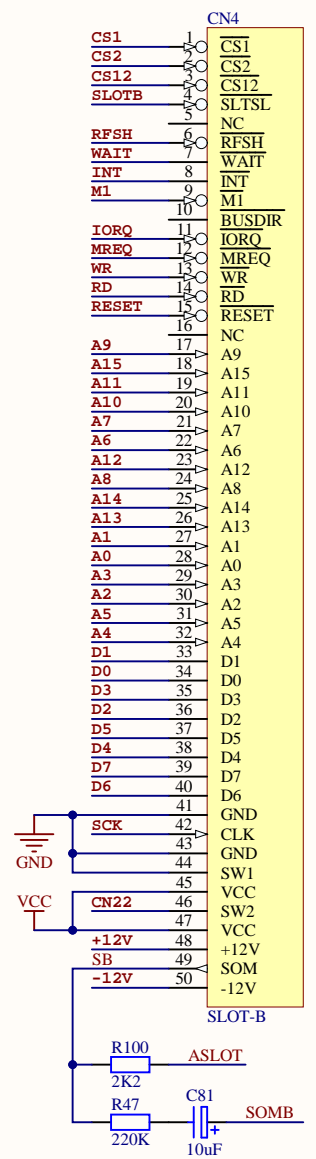 CN4
CS1 1 CS1
CS2 2 CS2
CS12 3 CS12
SLOTB 4 SLTSL
5 NC
RFSH 6 RFSH
WAIT 7 WAIT
INT 8 INT
M1 9 M1
10 BUSDIR
IORQ 11 IORQ
MREQ 12 MREQ
WR 13 WR
RD 14 RD
RESET 15 RESET
16 NC
A9 17 A9
A15 18 A15
A11 19 A11
A10 20 A10
A7 21 A7
A6 22 A6
A12 23 A12
A8 24 A8
A14 25 A14
A13 26 A13
A1 27 A1
A0 28 A0
A3 29 A3
A2 30 A2
A5 31 A5
A4 32 A4
D1 33 D1
D0 34 D0
D3 35 D3
D2 36 D2
D5 37 D5
D4 38 D4
D7 39 D7
D6 40 D6
41 GND
SCK 42 CLK
43 GND
GND
44 SW1
45 VCC
VCC CN22 46 SW2
47 VCC
+12V 48 +12V
SB 49 SOM
-12V 50 -12V
SLOT-B
R100 ASLOT
2K2
R47 C81 SOMB
220K + 10uF